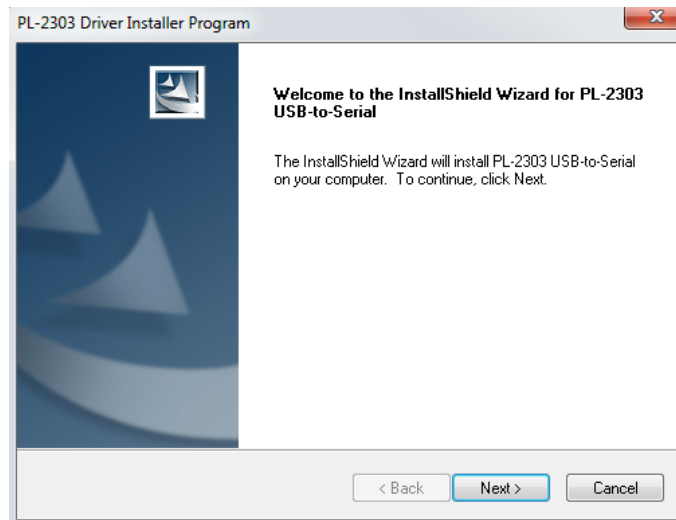 PL-2303 Driver Installer Program
Welcome to the InstallShield Wizard for PL-2303
USB-to-Serial
The InstallShield Wizard will install PL-2303 USB-to-Serial
on your computer. To continue, click Next.
< Back
Next >
Cancel